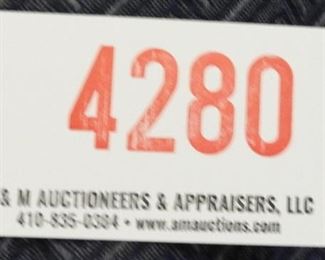 4280
& M AUCTIONEERS & APPRAISERS, LLC
410-835-0384 • www.amauctions.com